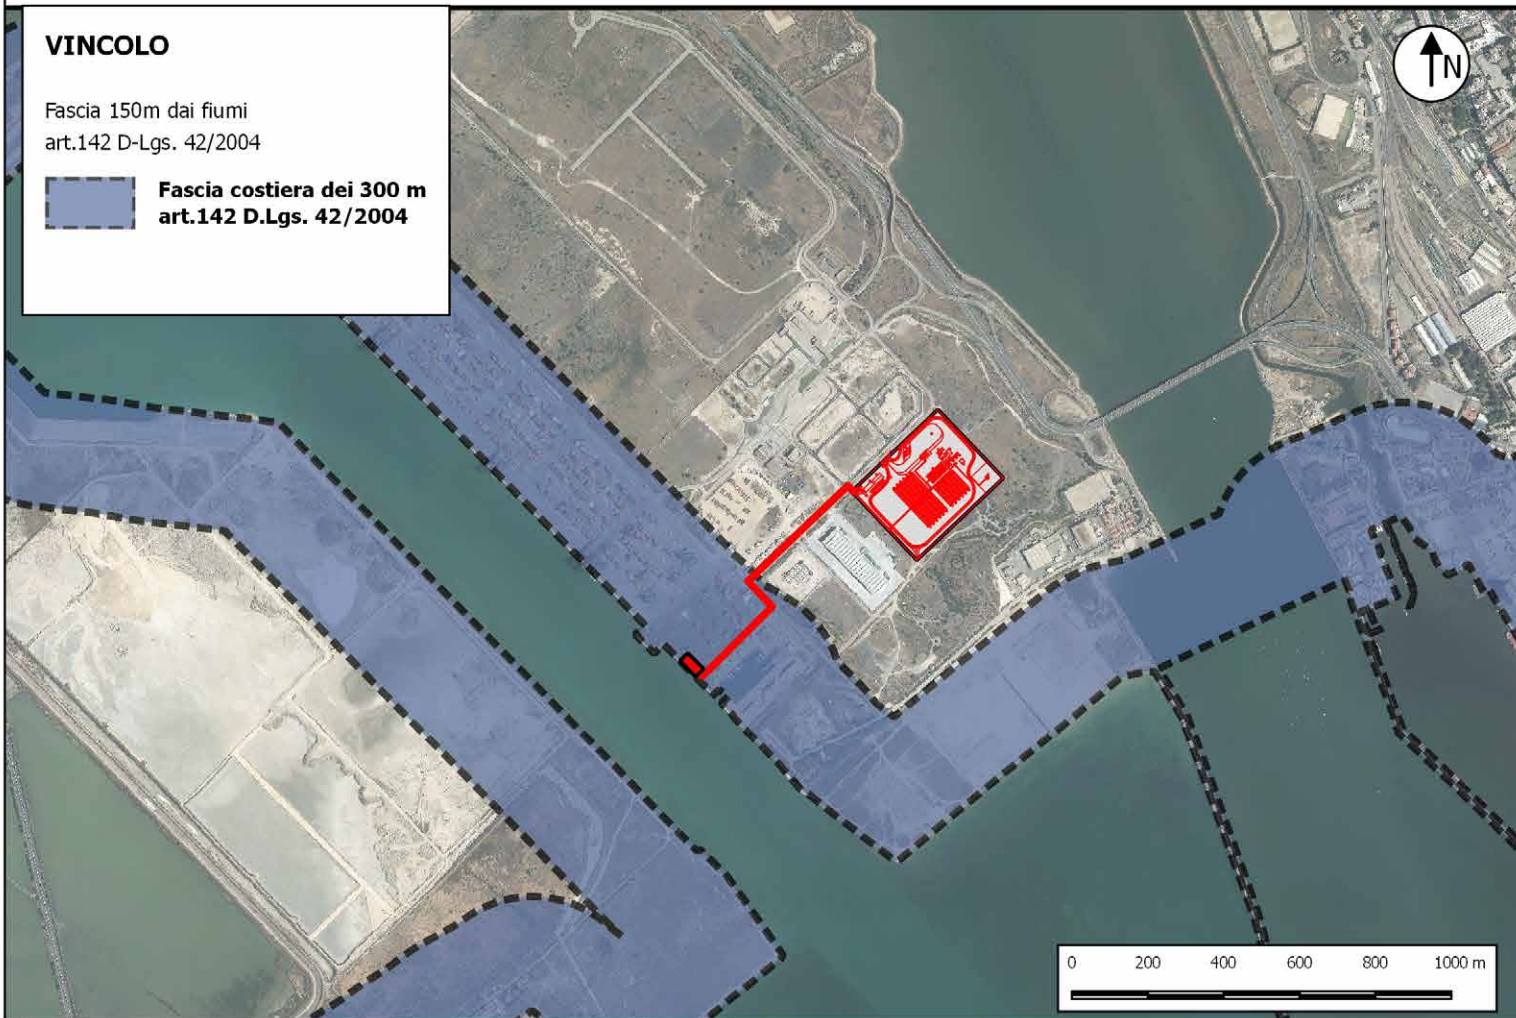 VINCOLO
Fascia 150m dai fiumi
art.142 D-Lgs. 42/2004
Fascia costiera dei 300 m
art.142 D.Lgs. 42/2004
N
0 200 400 600 800 1000 m